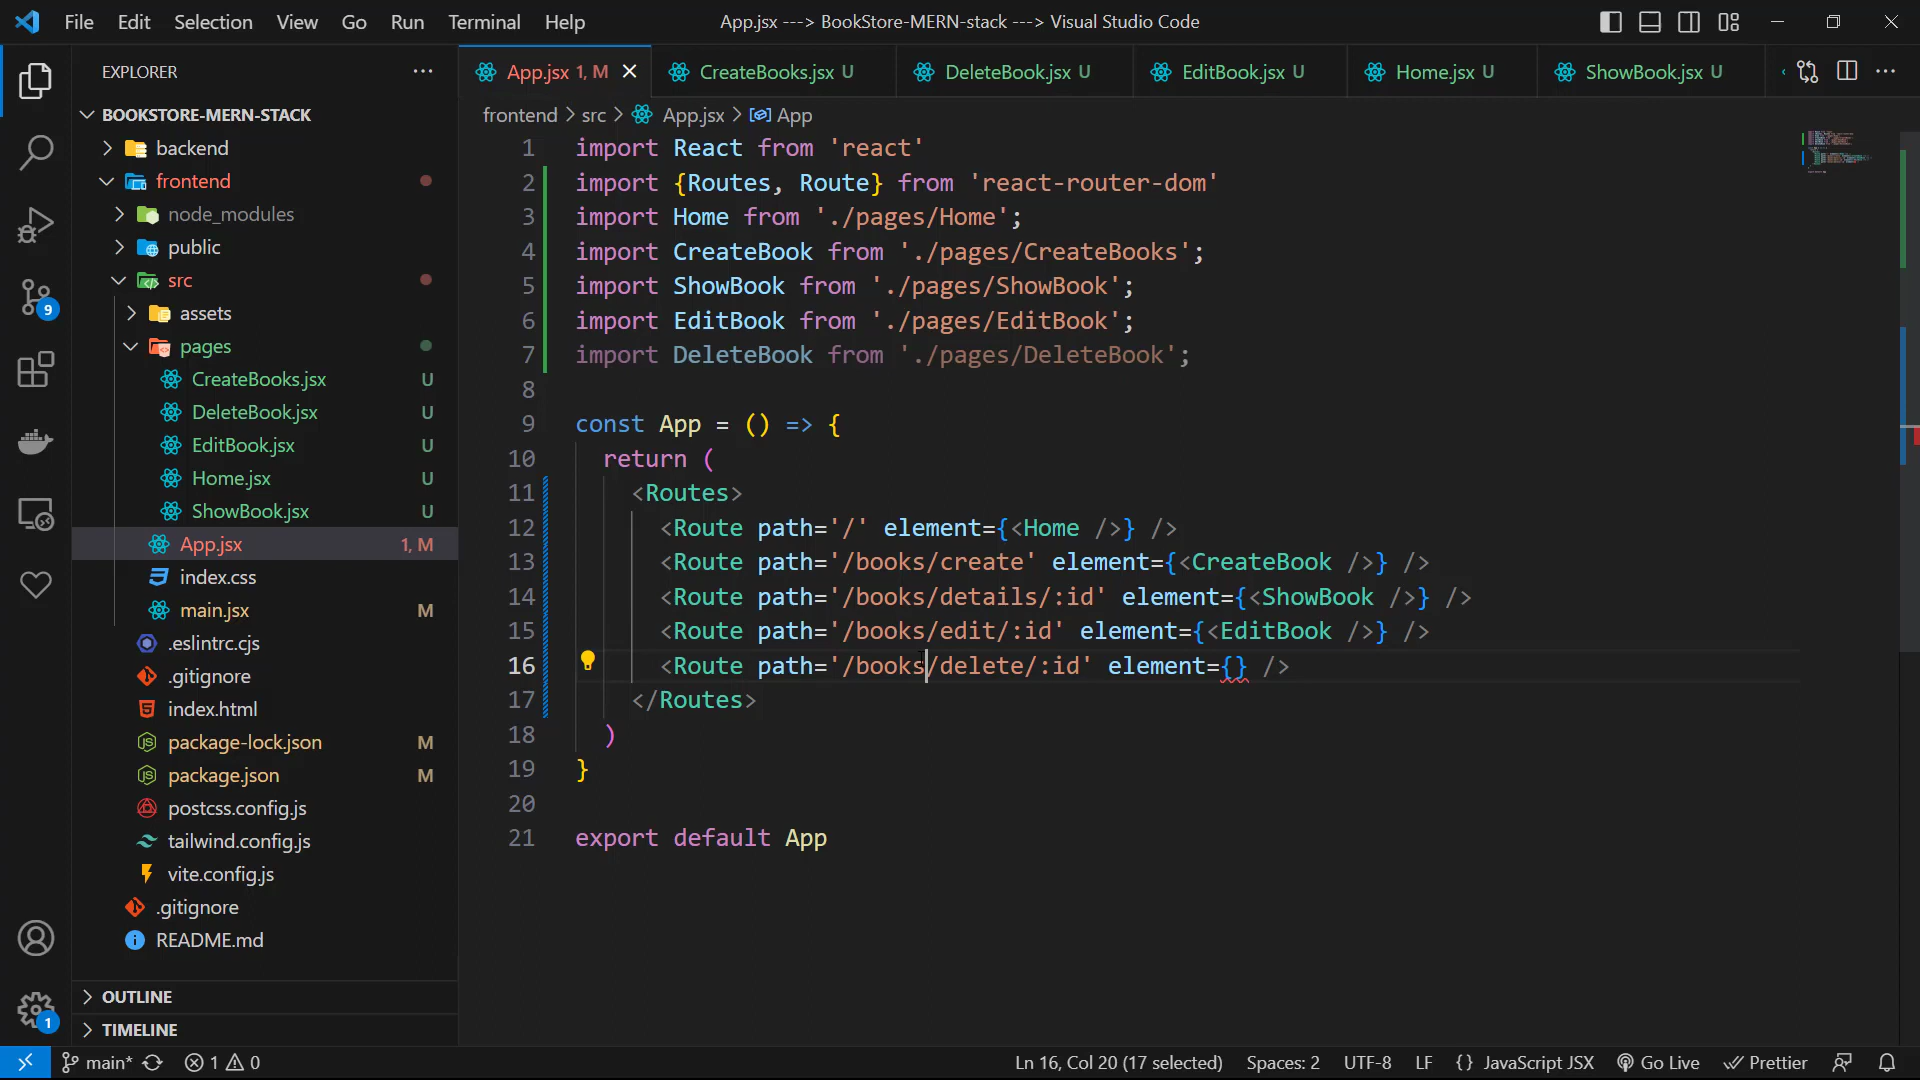 File Edit Selection View Go Run Terminal Help
App.jsx ---> BookStore-MERN-stack ---> Visual Studio Code
EXPLORER
BOOKSTORE-MERN-STACK
backend
frontend
node_modules
public
src
assets
pages
CreateBooks.jsx U
DeleteBook.jsx U
EditBook.jsx U
Home.jsx U
ShowBook.jsx U
App.jsx 1, M
index.css
main.jsx M
.eslintrc.cjs
.gitignore
index.html
package-lock.json M
package.json M
postcss.config.js
tailwind.config.js
vite.config.js
.gitignore
README.md
OUTLINE
TIMELINE
9
1
App.jsx 1, M
CreateBooks.jsx U
DeleteBook.jsx U
EditBook.jsx U
Home.jsx U
ShowBook.jsx U
frontend > src > App.jsx > App
1 import React from 'react'
2 import {Routes, Route} from 'react-router-dom'
3 import Home from './pages/Home';
4 import CreateBook from './pages/CreateBooks';
5 import ShowBook from './pages/ShowBook';
6 import EditBook from './pages/EditBook';
7 import DeleteBook from './pages/DeleteBook';
8
9 const App = () => {
10 return (
11 <Routes>
12 <Route path='/' element={<Home />} />
13 <Route path='/books/create' element={<CreateBook />} />
14 <Route path='/books/details/:id' element={<ShowBook />} />
15 <Route path='/books/edit/:id' element={<EditBook />} />
16 <Route path='/books/delete/:id' element={} />
17 </Routes>
18 )
19 }
20
21 export default App
main* 1 0 Ln 16, Col 20 (17 selected) Spaces: 2 UTF-8 LF {} JavaScript JSX Go Live Prettier